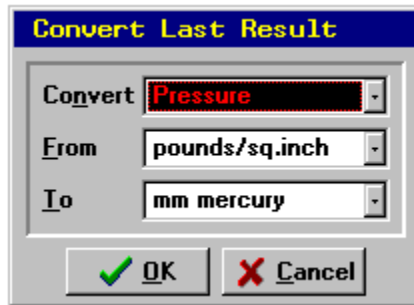 Convert Last Result
Convert Pressure
From pounds/sq.inch
To mm mercury
OK Cancel